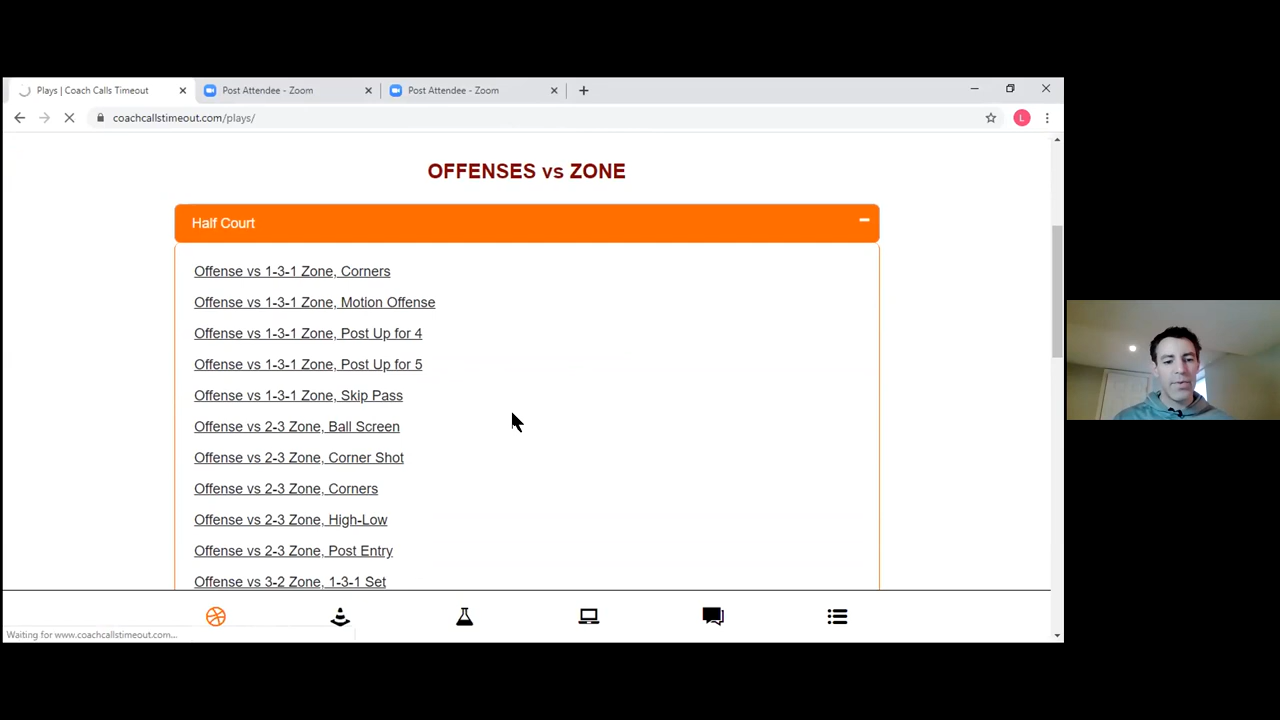 Plays | Coach Calls Timeout
Post Attendee - Zoom
Post Attendee - Zoom
coachcallstimeout.com/plays/
L
OFFENSES vs ZONE
Half Court
Offense vs 1-3-1 Zone, Corners
Offense vs 1-3-1 Zone, Motion Offense
Offense vs 1-3-1 Zone, Post Up for 4
Offense vs 1-3-1 Zone, Post Up for 5
Offense vs 1-3-1 Zone, Skip Pass
Offense vs 2-3 Zone, Ball Screen
Offense vs 2-3 Zone, Corner Shot
Offense vs 2-3 Zone, Corners
Offense vs 2-3 Zone, High-Low
Offense vs 2-3 Zone, Post Entry
Offense vs 3-2 Zone, 1-3-1 Set
Waiting for www.coachcallstimeout.com...